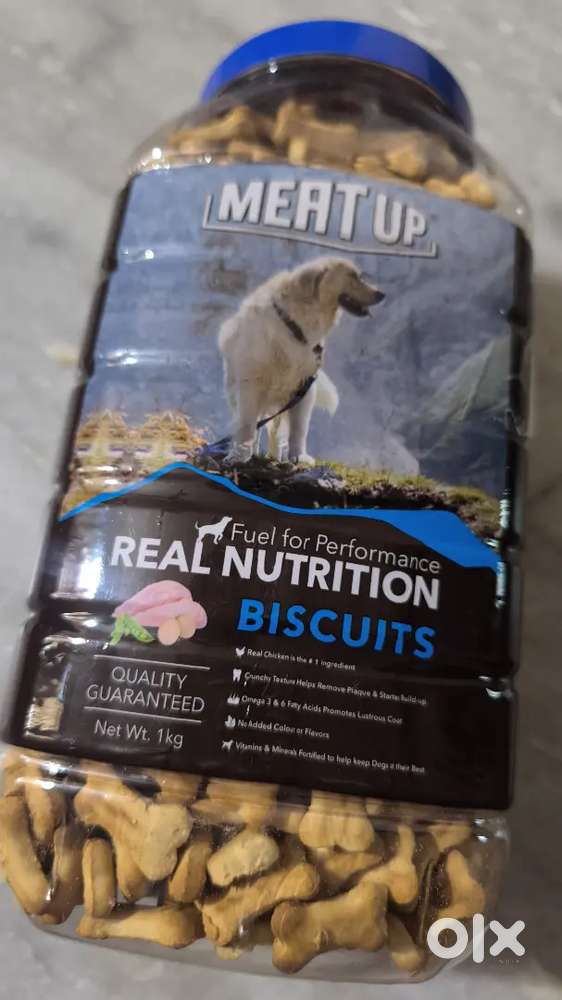 MEAT UP
Fuel for Performance
REAL NUTRITION
BISCUITS
QUALITY
GUARANTEED
Net Wt. 1kg
Real Chicken is the # 1 Ingredient
Crunchy Texture Helps Remove Plaque & Starter Build-up
Omega 3 & 6 Fatty Acids Promotes Lustrous Coat
No Added Colour or Flavors
Vitamins & Minerals Fortified to help keep Dogs at their Best
olx
INDIA